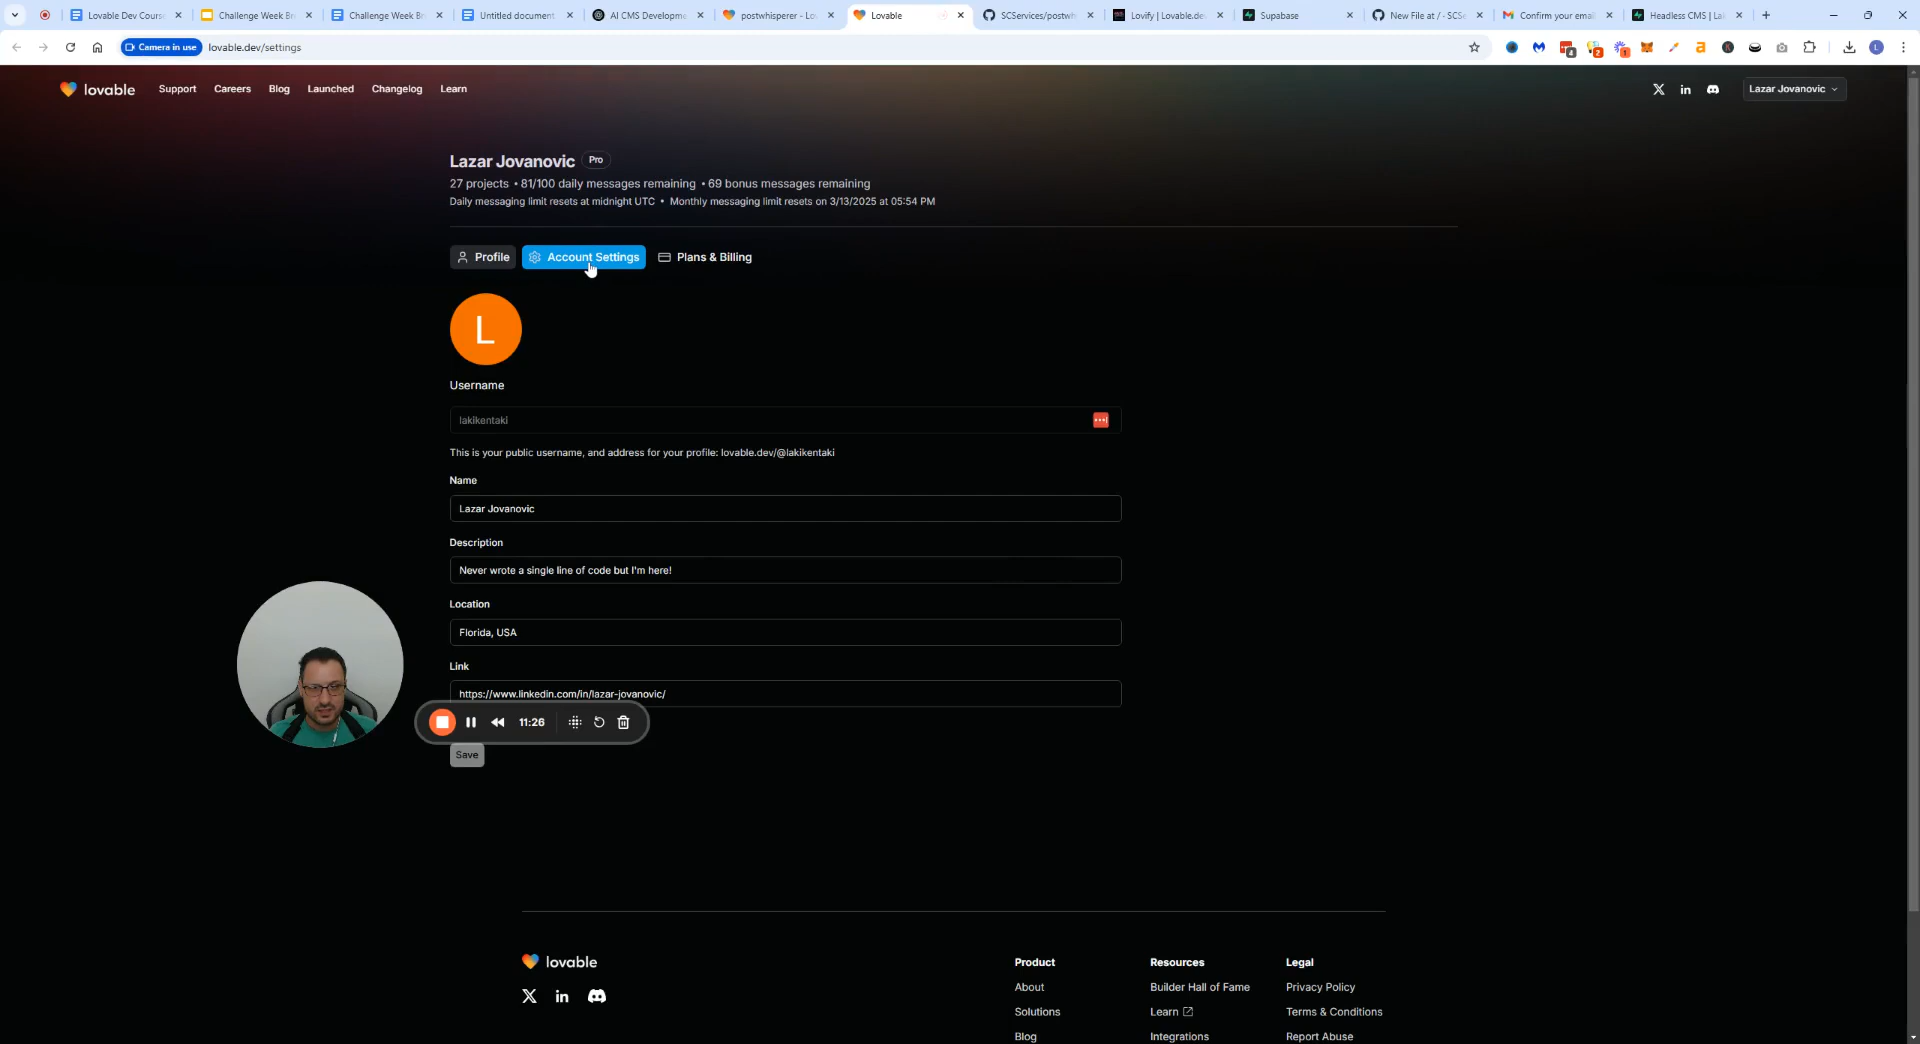 Lovable Dev Cours
Challenge Week Br
Challenge Week Br
Untitled document
AI CMS Developme
postwhisperer - Lo
Lovable
SCServices/postwh
Lovify | Lovable.de
Supabase
New File at / - SCSe
Confirm your emai
Headless CMS | La
Camera in use
lovable.dev/settings
4
2
1
L
lovable
Support
Careers
Blog
Launched
Changelog
Learn
Lazar Jovanovic
Lazar Jovanovic Pro
27 projects • 81/100 daily messages remaining • 69 bonus messages remaining
Daily messaging limit resets at midnight UTC • Monthly messaging limit resets on 3/13/2025 at 05:54 PM
Profile
Account Settings
Plans & Billing
L
Username
lakikentaki
This is your public username, and address for your profile: lovable.dev/@lakikentaki
Name
Lazar Jovanovic
Description
Never wrote a single line of code but I'm here!
Location
Florida, USA
Link
https://www.linkedin.com/in/lazar-jovanovic/
11:26
Save
lovable
Product
About
Solutions
Blog
Resources
Builder Hall of Fame
Learn
Integrations
Legal
Privacy Policy
Terms & Conditions
Report Abuse